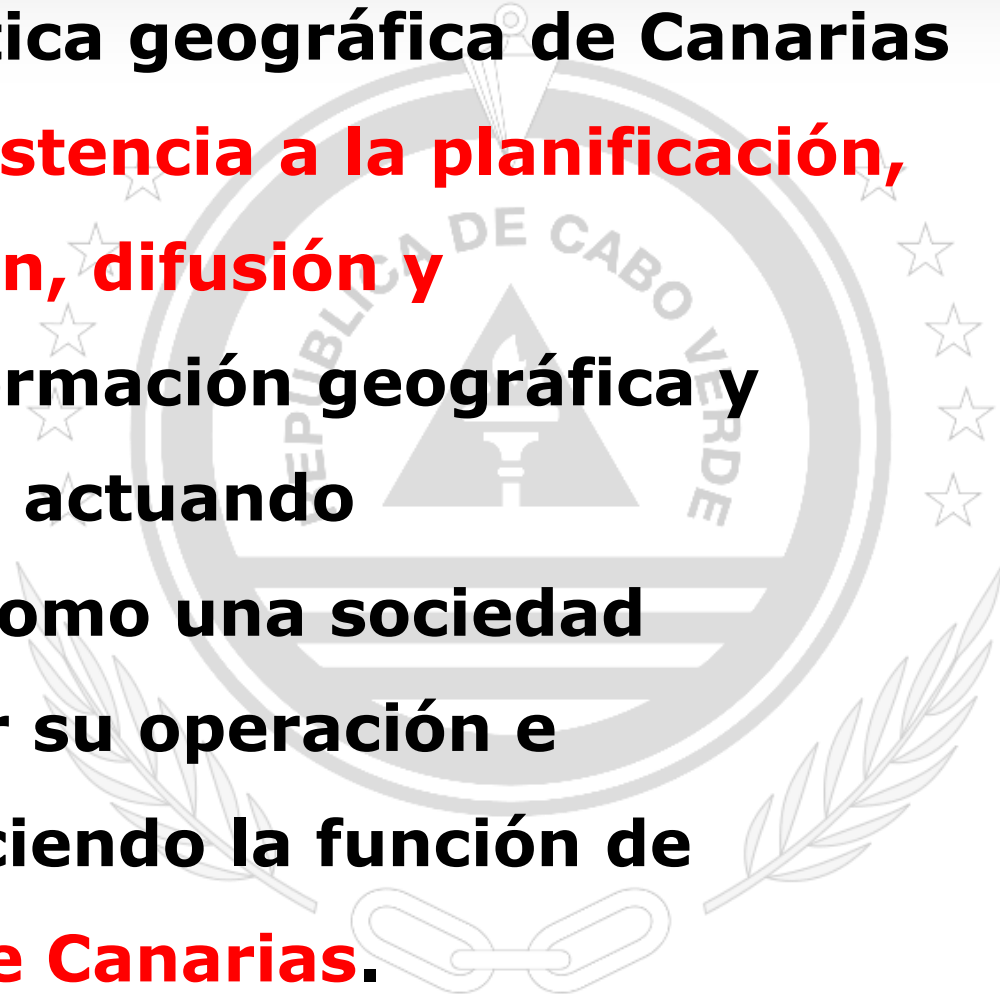 tica geográfica de Canarias
stencia a la planificación,
n, difusión y
rmación geográfica y
actuando
omo una sociedad
r su operación e
ciendo la función de
e Canarias.
REPUBLICA DE CABO VERDE